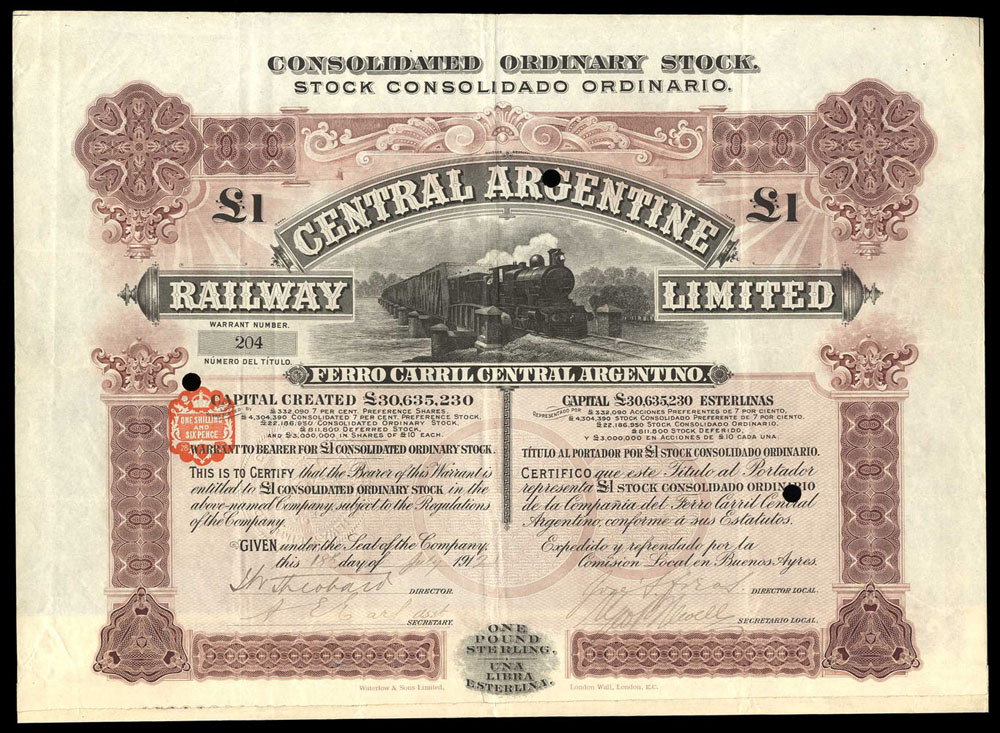 CONSOLIDATED ORDINARY STOCK.
STOCK CONSOLIDADO ORDINARIO.
£1
£1
CENTRAL ARGENTINE
RAILWAY
LIMITED
WARRANT NUMBER.
204
NÚMERO DEL TÍTULO.
FERRO CARRIL CENTRAL ARGENTINO.
CAPITAL CREATED £30,635,230
£332,090 7 PER CENT. PREFERENCE SHARES.
£4,304,390 CONSOLIDATED 7 PER CENT. PREFERENCE STOCK.
£22,186,950 CONSOLIDATED ORDINARY STOCK.
£811,800 DEFERRED STOCK.
AND £3,000,000 IN SHARES OF £10 EACH.
ONE SHILLING
AND
SIX PENCE
WARRANT TO BEARER FOR £1 CONSOLIDATED ORDINARY STOCK.
THIS IS TO CERTIFY that the Bearer of this Warrant is
entitled to £1 CONSOLIDATED ORDINARY STOCK in the
above-named Company, subject to the Regulations
of the Company.
GIVEN under the Seal of the Company,
this 18th day of July 1912
DIRECTOR.
SECRETARY.
CAPITAL £30,635,230 ESTERLINAS
REPRESENTADO POR £332,090 ACCIONES PREFERENTES DE 7 POR CIENTO.
£4,304,390 STOCK CONSOLIDADO PREFERENTE DE 7 POR CIENTO.
£22,186,950 STOCK CONSOLIDADO ORDINARIO.
£811,800 STOCK DEFERIDO.
Y £3,000,000 EN ACCIONES DE £10 CADA UNA.
TÍTULO AL PORTADOR POR £1 STOCK CONSOLIDADO ORDINARIO.
CERTIFICO que este Título al Portador
representa £1 STOCK CONSOLIDADO ORDINARIO
de la Compañia del Ferro Carril Central
Argentino, conforme á sus Estatutos.
Expedido y refrendado por la
Comision Local en Buenos Ayres.
DIRECTOR LOCAL.
SECRETARIO LOCAL.
ONE
POUND
STERLING.
UNA
LIBRA
ESTERLINA.
Waterlow & Sons Limited,
London Wall, London, E.C.